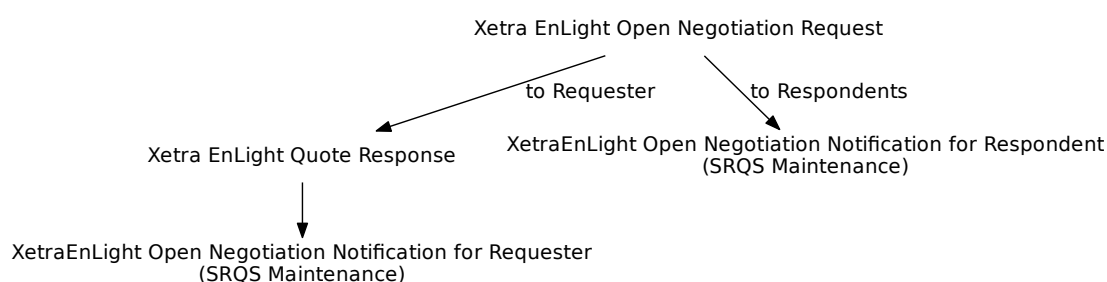 Xetra EnLight Open Negotiation Request
to Requester
to Respondents
Xetra EnLight Quote Response
XetraEnLight Open Negotiation Notification for Respondent
(SRQS Maintenance)
XetraEnLight Open Negotiation Notification for Requester
(SRQS Maintenance)